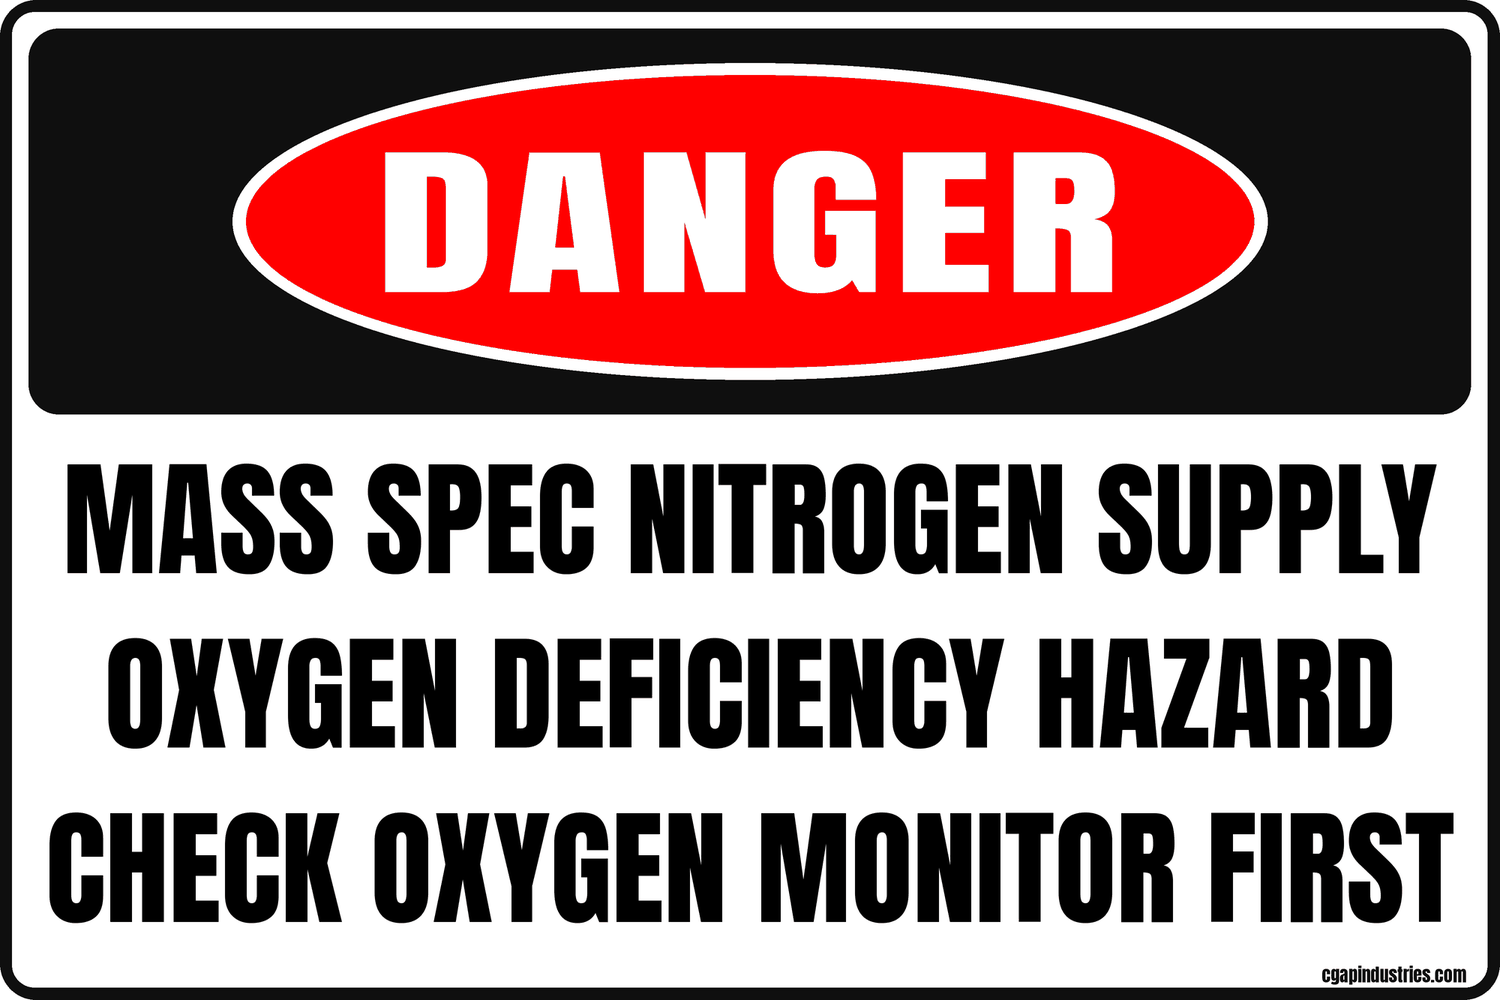 DANGER
MASS SPEC NITROGEN SUPPLY
OXYGEN DEFICIENCY HAZARD
CHECK OXYGEN MONITOR FIRST
cgapindustries.com